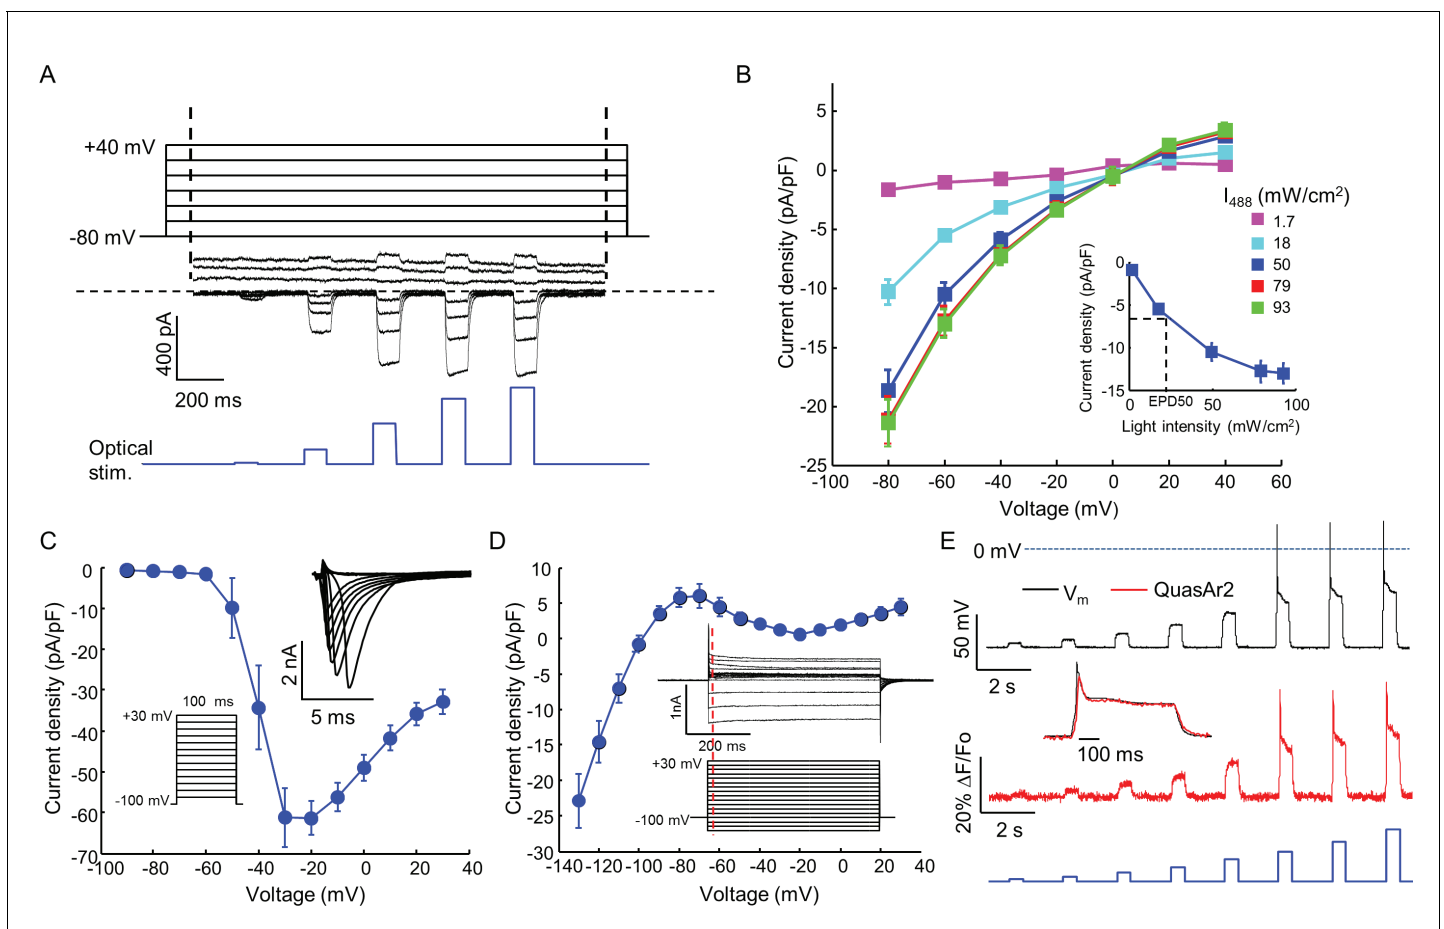 A
+40 mV
-80 mV
400 pA
200 ms
Optical
stim.
B
Current density (pA/pF)
5
0
-5
-10
-15
-20
-25
-100
-80
-60
-40
-20
0
20
40
60
Voltage (mV)
I488 (mW/cm2)
1.7
18
50
79
93
Current density (pA/pF)
0
-5
-10
-15
0
EPD50
50
100
Light intensity (mW/cm2)
C
Current density (pA/pF)
0
-10
-20
-30
-40
-50
-60
-70
-100
-80
-60
-40
-20
0
20
40
Voltage (mV)
2 nA
5 ms
100 ms
+30 mV
-100 mV
D
Current density (pA/pF)
10
5
0
-5
-10
-15
-20
-25
-30
-140
-120
-100
-80
-60
-40
-20
0
20
40
Voltage (mV)
1nA
200 ms
+30 mV
-100 mV
E
0 mV
Vm
QuasAr2
50 mV
2 s
100 ms
20% ΔF/Fo
2 s